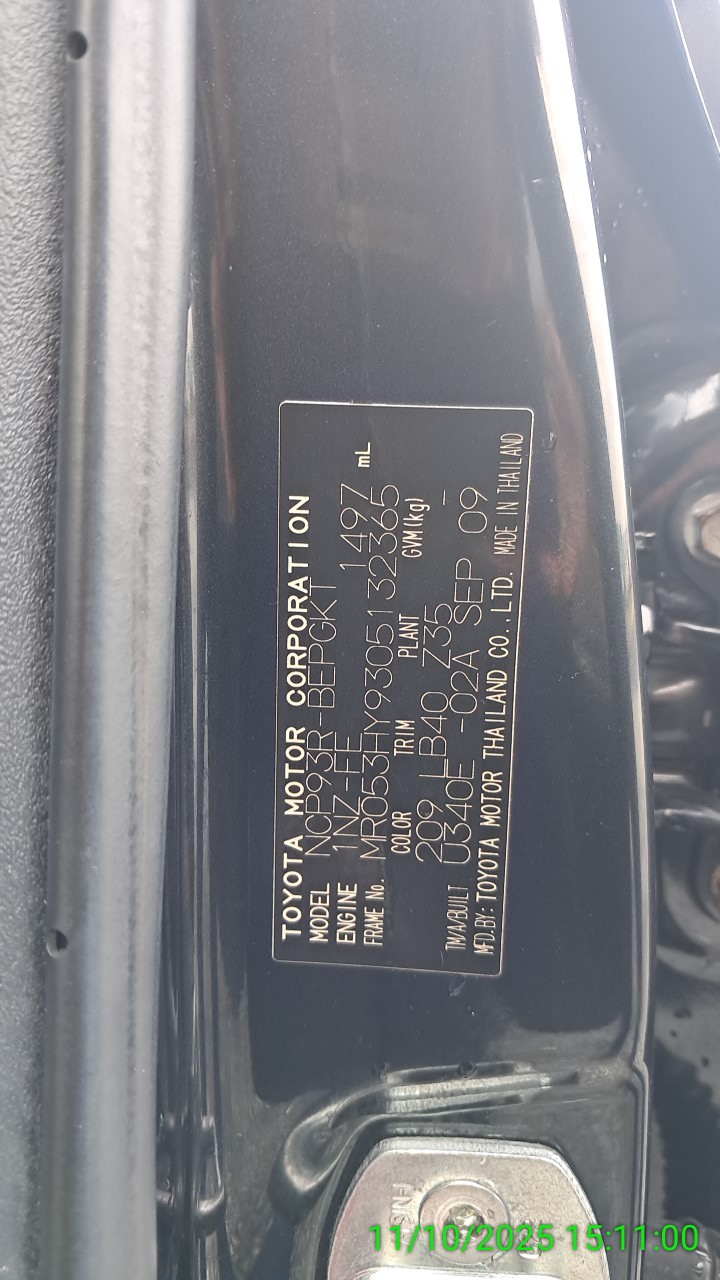 TOYOTA MOTOR CORPORATION
MODEL NCP93R-BEPGKT
ENGINE 1NZ-FE 1497 mL
FRAME No. MR053HY9305132365
COLOR TRIM PLANT GVM(kg)
209 LB40 Z35 –
TM/A/BUILT U340E -02A SEP 09
MFD.BY: TOYOTA MOTOR THAILAND CO.,LTD. MADE IN THAILAND
11/10/2025 15:11:00